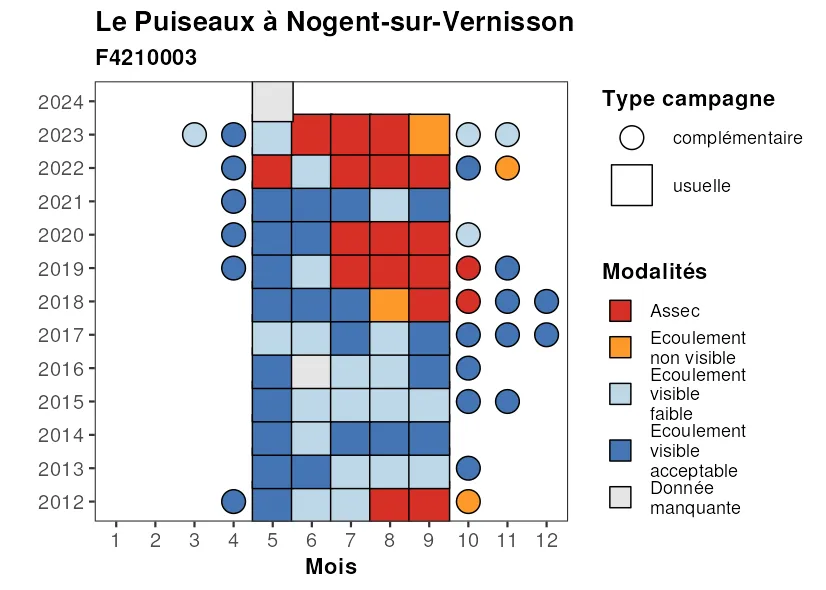 Le Puiseaux à Nogent-sur-Vernisson
F4210003
2024
2023
2022
2021
2020
2019
2018
2017
2016
2015
2014
2013
2012
1 2 3 4 5 6 7 8 9 10 11 12
Mois
Type campagne
complémentaire
usuelle
Modalités
Assec
Ecoulement
non visible
Ecoulement
visible
faible
Ecoulement
visible
acceptable
Donnée
manquante